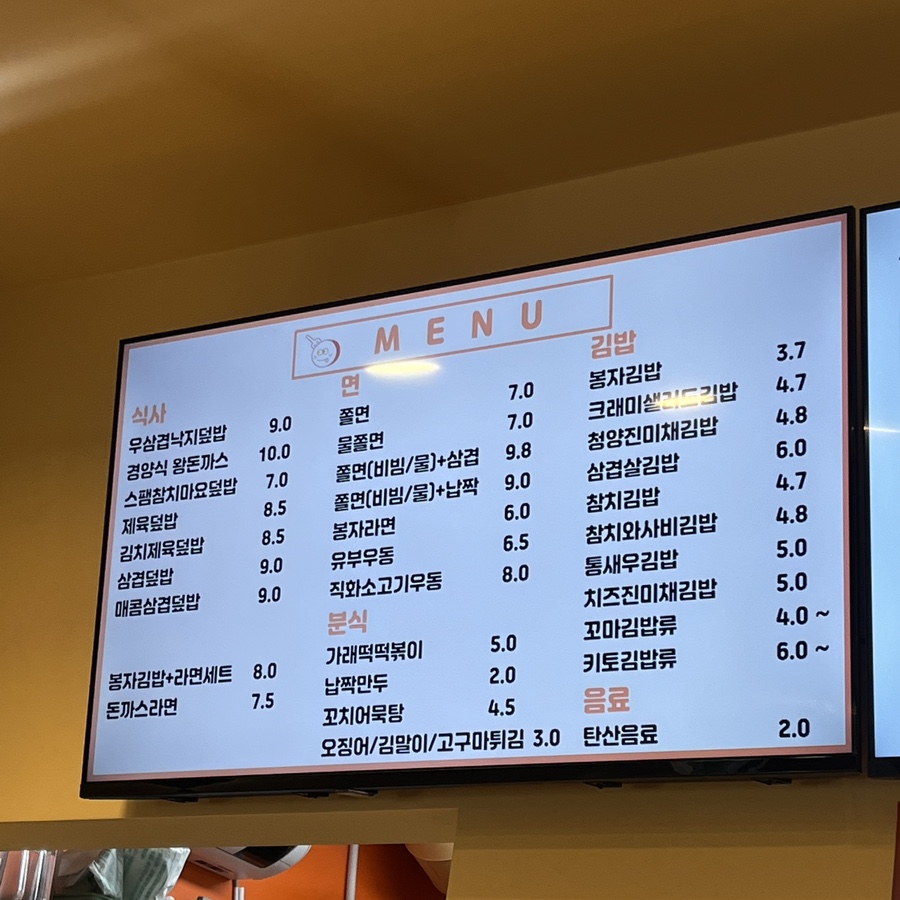 MENU
식사
우삼겹낙지덮밥 9.0
경양식 왕돈까스 10.0
스팸참치마요덮밥 7.0
제육덮밥 8.5
김치제육덮밥 8.5
삼겹덮밥 9.0
매콤삼겹덮밥 9.0
봉자김밥+라면세트 8.0
돈까스라면 7.5
면
쫄면 7.0
물쫄면 7.0
쫄면(비빔/물)+삼겹 9.8
쫄면(비빔/물)+납짝 9.0
봉자라면 6.0
유부우동 6.5
직화소고기우동 8.0
분식
가래떡떡볶이 5.0
납짝만두 2.0
꼬치어묵탕 4.5
오징어/김말이/고구마튀김 3.0
김밥
봉자김밥 3.7
크래미샐러드김밥 4.7
청양진미채김밥 4.8
삼겹살김밥 6.0
참치김밥 4.7
참치와사비김밥 4.8
통새우김밥 5.0
치즈진미채김밥 5.0
꼬마김밥류 4.0 ~
키토김밥류 6.0 ~
음료
탄산음료 2.0